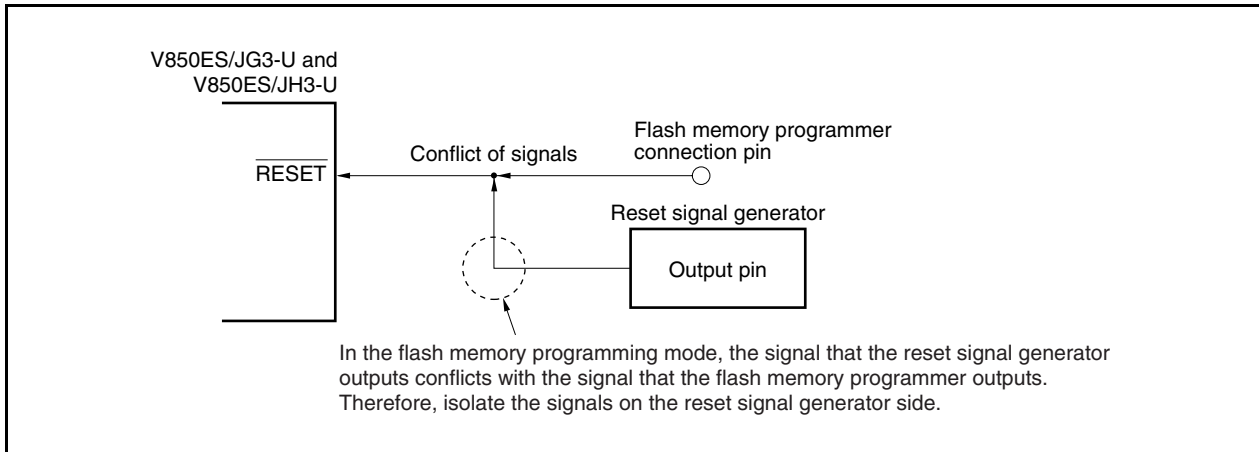 V850ES/JG3-U and
V850ES/JH3-U
Flash memory programmer
connection pin
Conflict of signals
RESET
Reset signal generator
Output pin
In the flash memory programming mode, the signal that the reset signal generator
outputs conflicts with the signal that the flash memory programmer outputs.
Therefore, isolate the signals on the reset signal generator side.